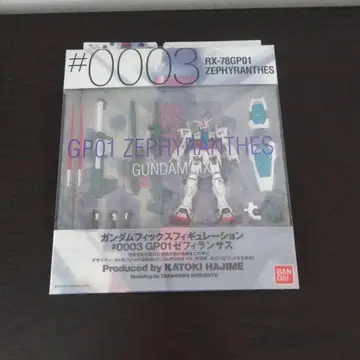 #0003
RX-78GP01
ZEPHYRANTHES
GP01 ZEPHYRANTHES
GUNDAM FIX
ガンダムフィックスフィギュレーション
#0003 GP01ゼフィランサス
Produced by KATOKI HAJIME
BAN
DAI